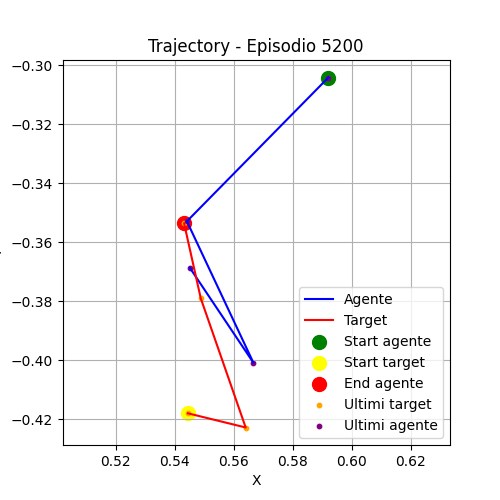 Trajectory - Episodio 5200
−0.30
−0.32
−0.34
−0.36
−0.38
−0.40
−0.42
0.52 0.54 0.56 0.58 0.60 0.62
X
Agente
Target
Start agente
Start target
End agente
Ultimi target
Ultimi agente